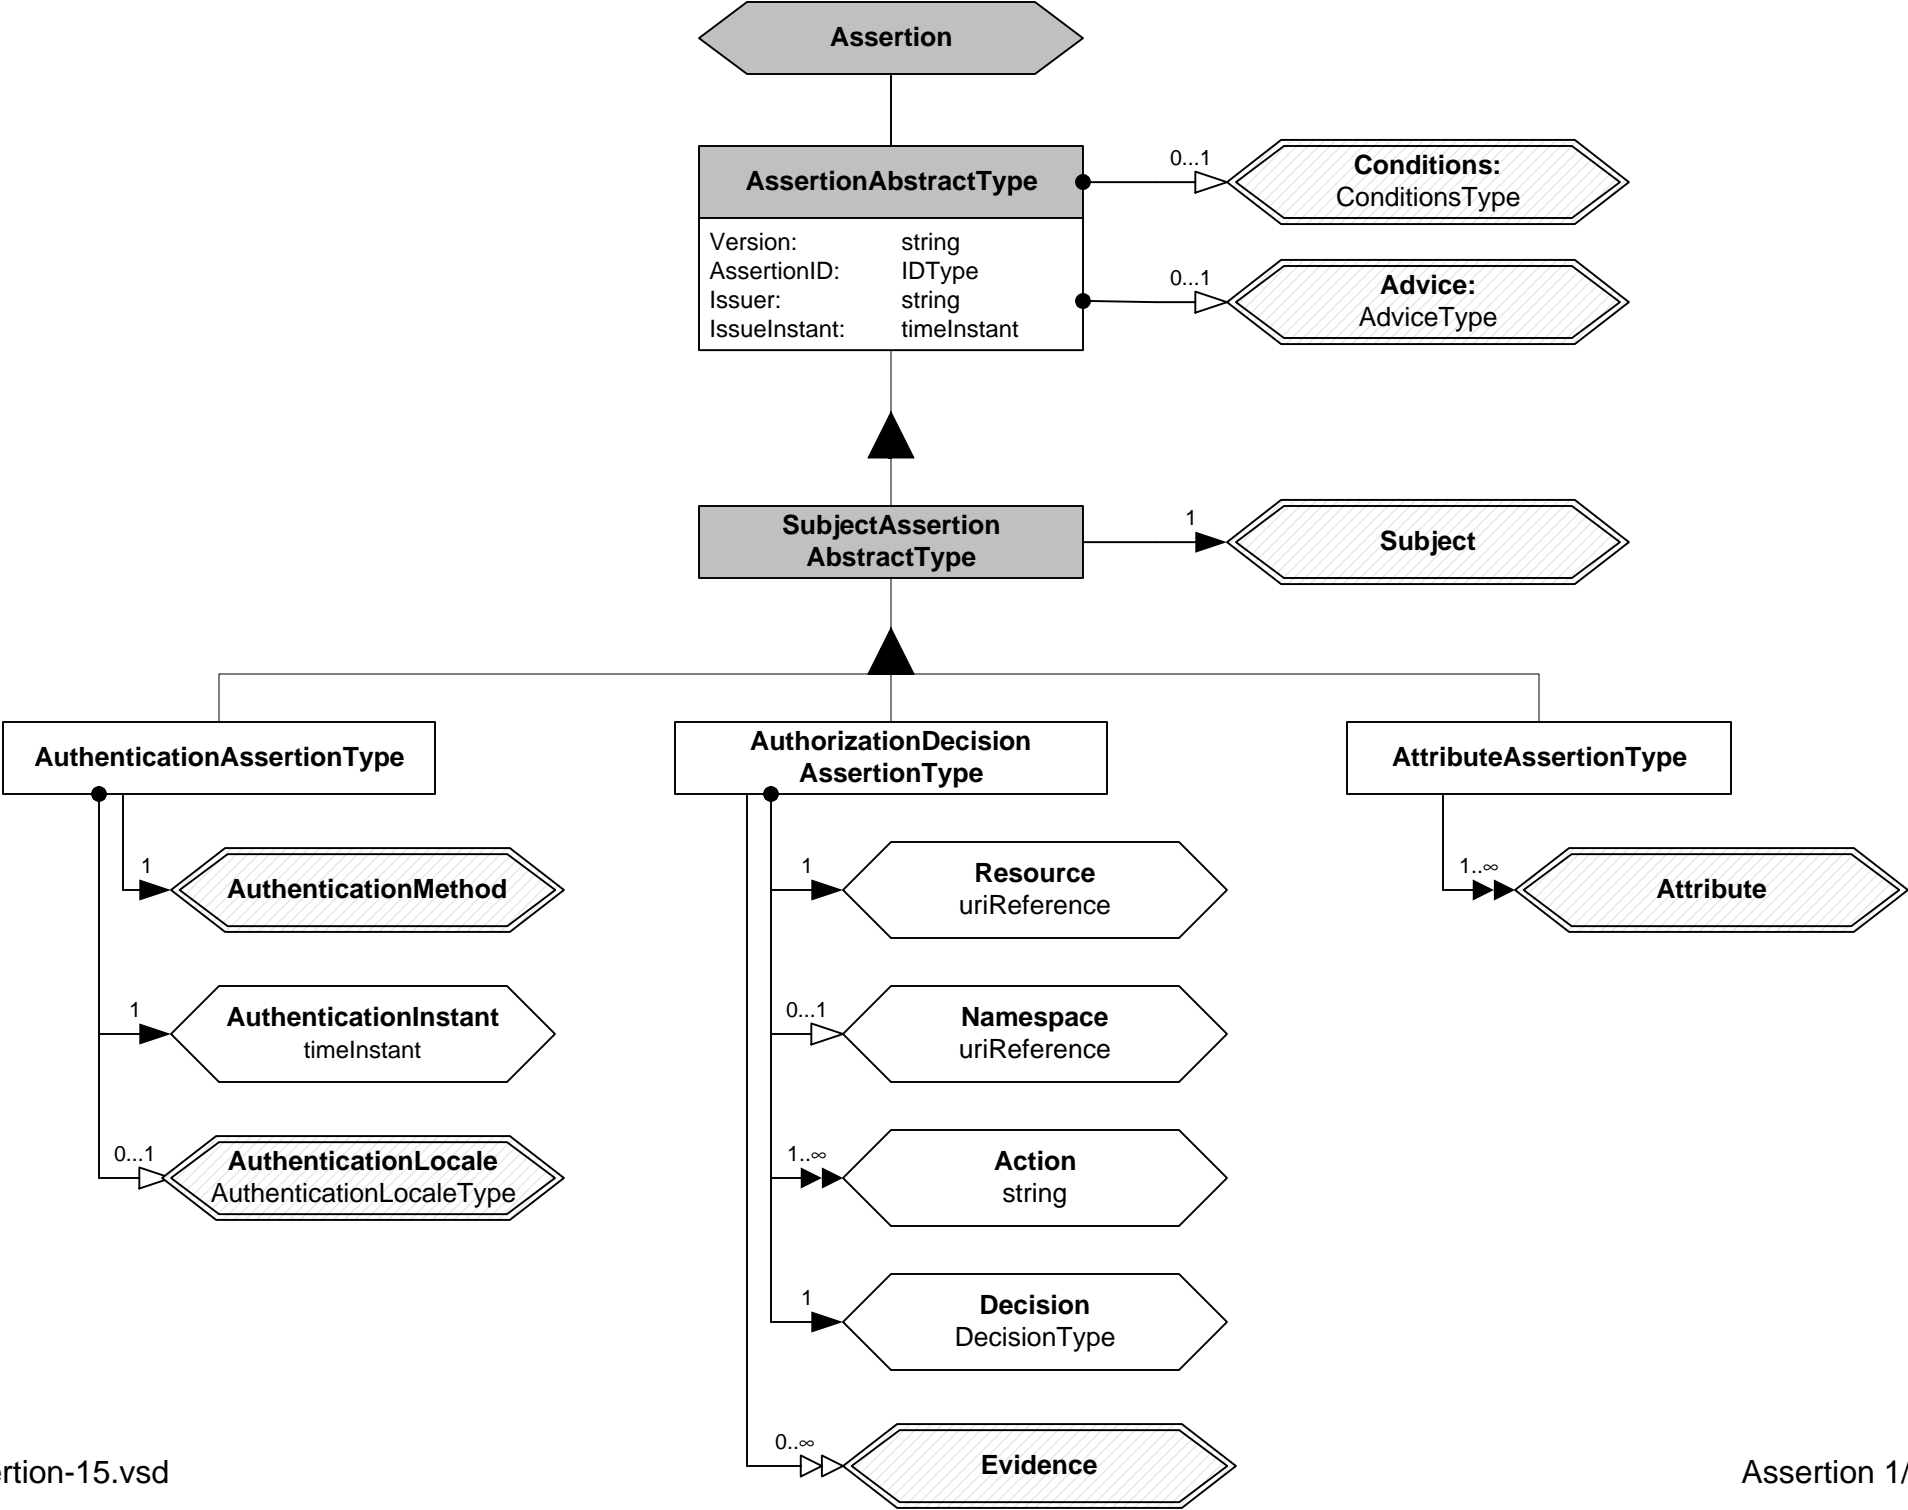 Assertion
AssertionAbstractType
Version: string
AssertionID: IDType
Issuer: string
IssueInstant: timeInstant
0...1
Conditions:
ConditionsType
0...1
Advice:
AdviceType
SubjectAssertion
AbstractType
1
Subject
AuthenticationAssertionType
1
AuthenticationMethod
1
AuthenticationInstant
timeInstant
0...1
AuthenticationLocale
AuthenticationLocaleType
AuthorizationDecision
AssertionType
1
Resource
uriReference
0...1
Namespace
uriReference
1..∞
Action
string
1
Decision
DecisionType
0..∞
Evidence
AttributeAssertionType
1..∞
Attribute
rtion-15.vsd
Assertion 1/